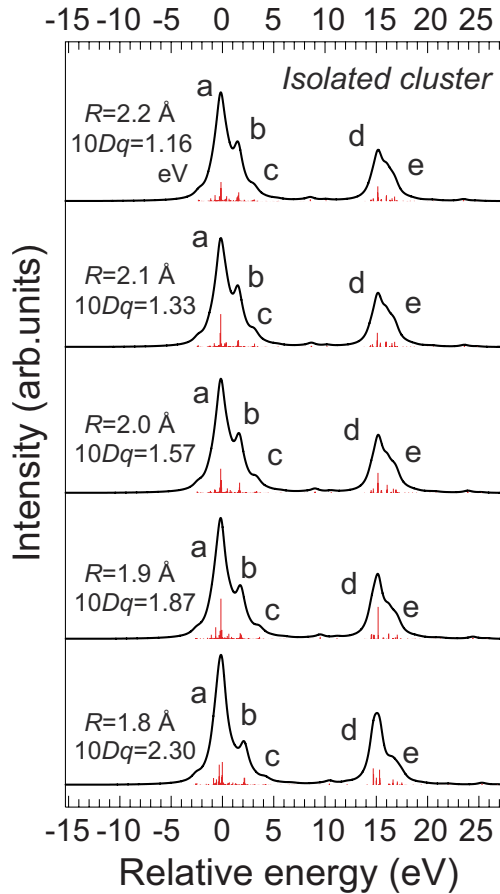 -15 -10 -5 0 5 10 15 20 25
Isolated cluster
a
R=2.2 Å
10Dq=1.16
eV
b
c
d
e
a
R=2.1 Å
10Dq=1.33
b
c
d
e
a
R=2.0 Å
10Dq=1.57
b
c
d
e
a
R=1.9 Å
10Dq=1.87
b
c
d
e
a
R=1.8 Å
10Dq=2.30
b
c
d
e
Intensity (arb.units)
-15 -10 -5 0 5 10 15 20 25
Relative energy (eV)